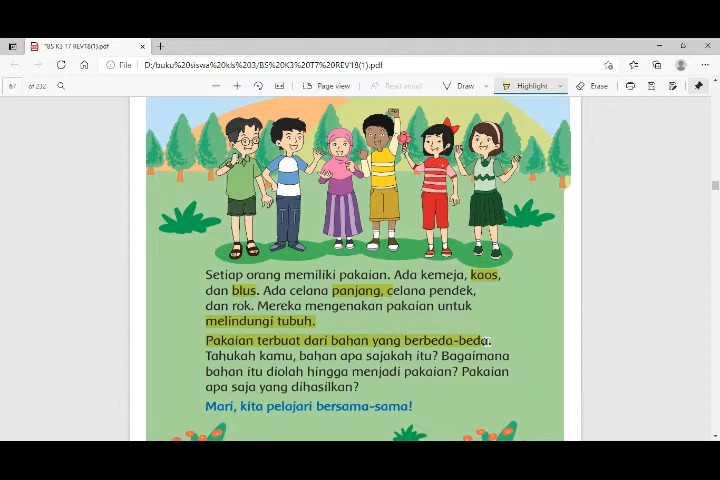 *BS K3 T7 REV18(1).pdf
File
D:/buku%20siswa%20kls%203/BS%20K3%20T7%20REV18(1).pdf
67 of 232
Page view
Read aloud
Draw
Highlight
Erase
Setiap orang memiliki pakaian. Ada kemeja, kaos,
dan blus. Ada celana panjang, celana pendek,
dan rok. Mereka mengenakan pakaian untuk
melindungi tubuh.
Pakaian terbuat dari bahan yang berbeda-beda.
Tahukah kamu, bahan apa sajakah itu? Bagaimana
bahan itu diolah hingga menjadi pakaian? Pakaian
apa saja yang dihasilkan?
Mari, kita pelajari bersama-sama!